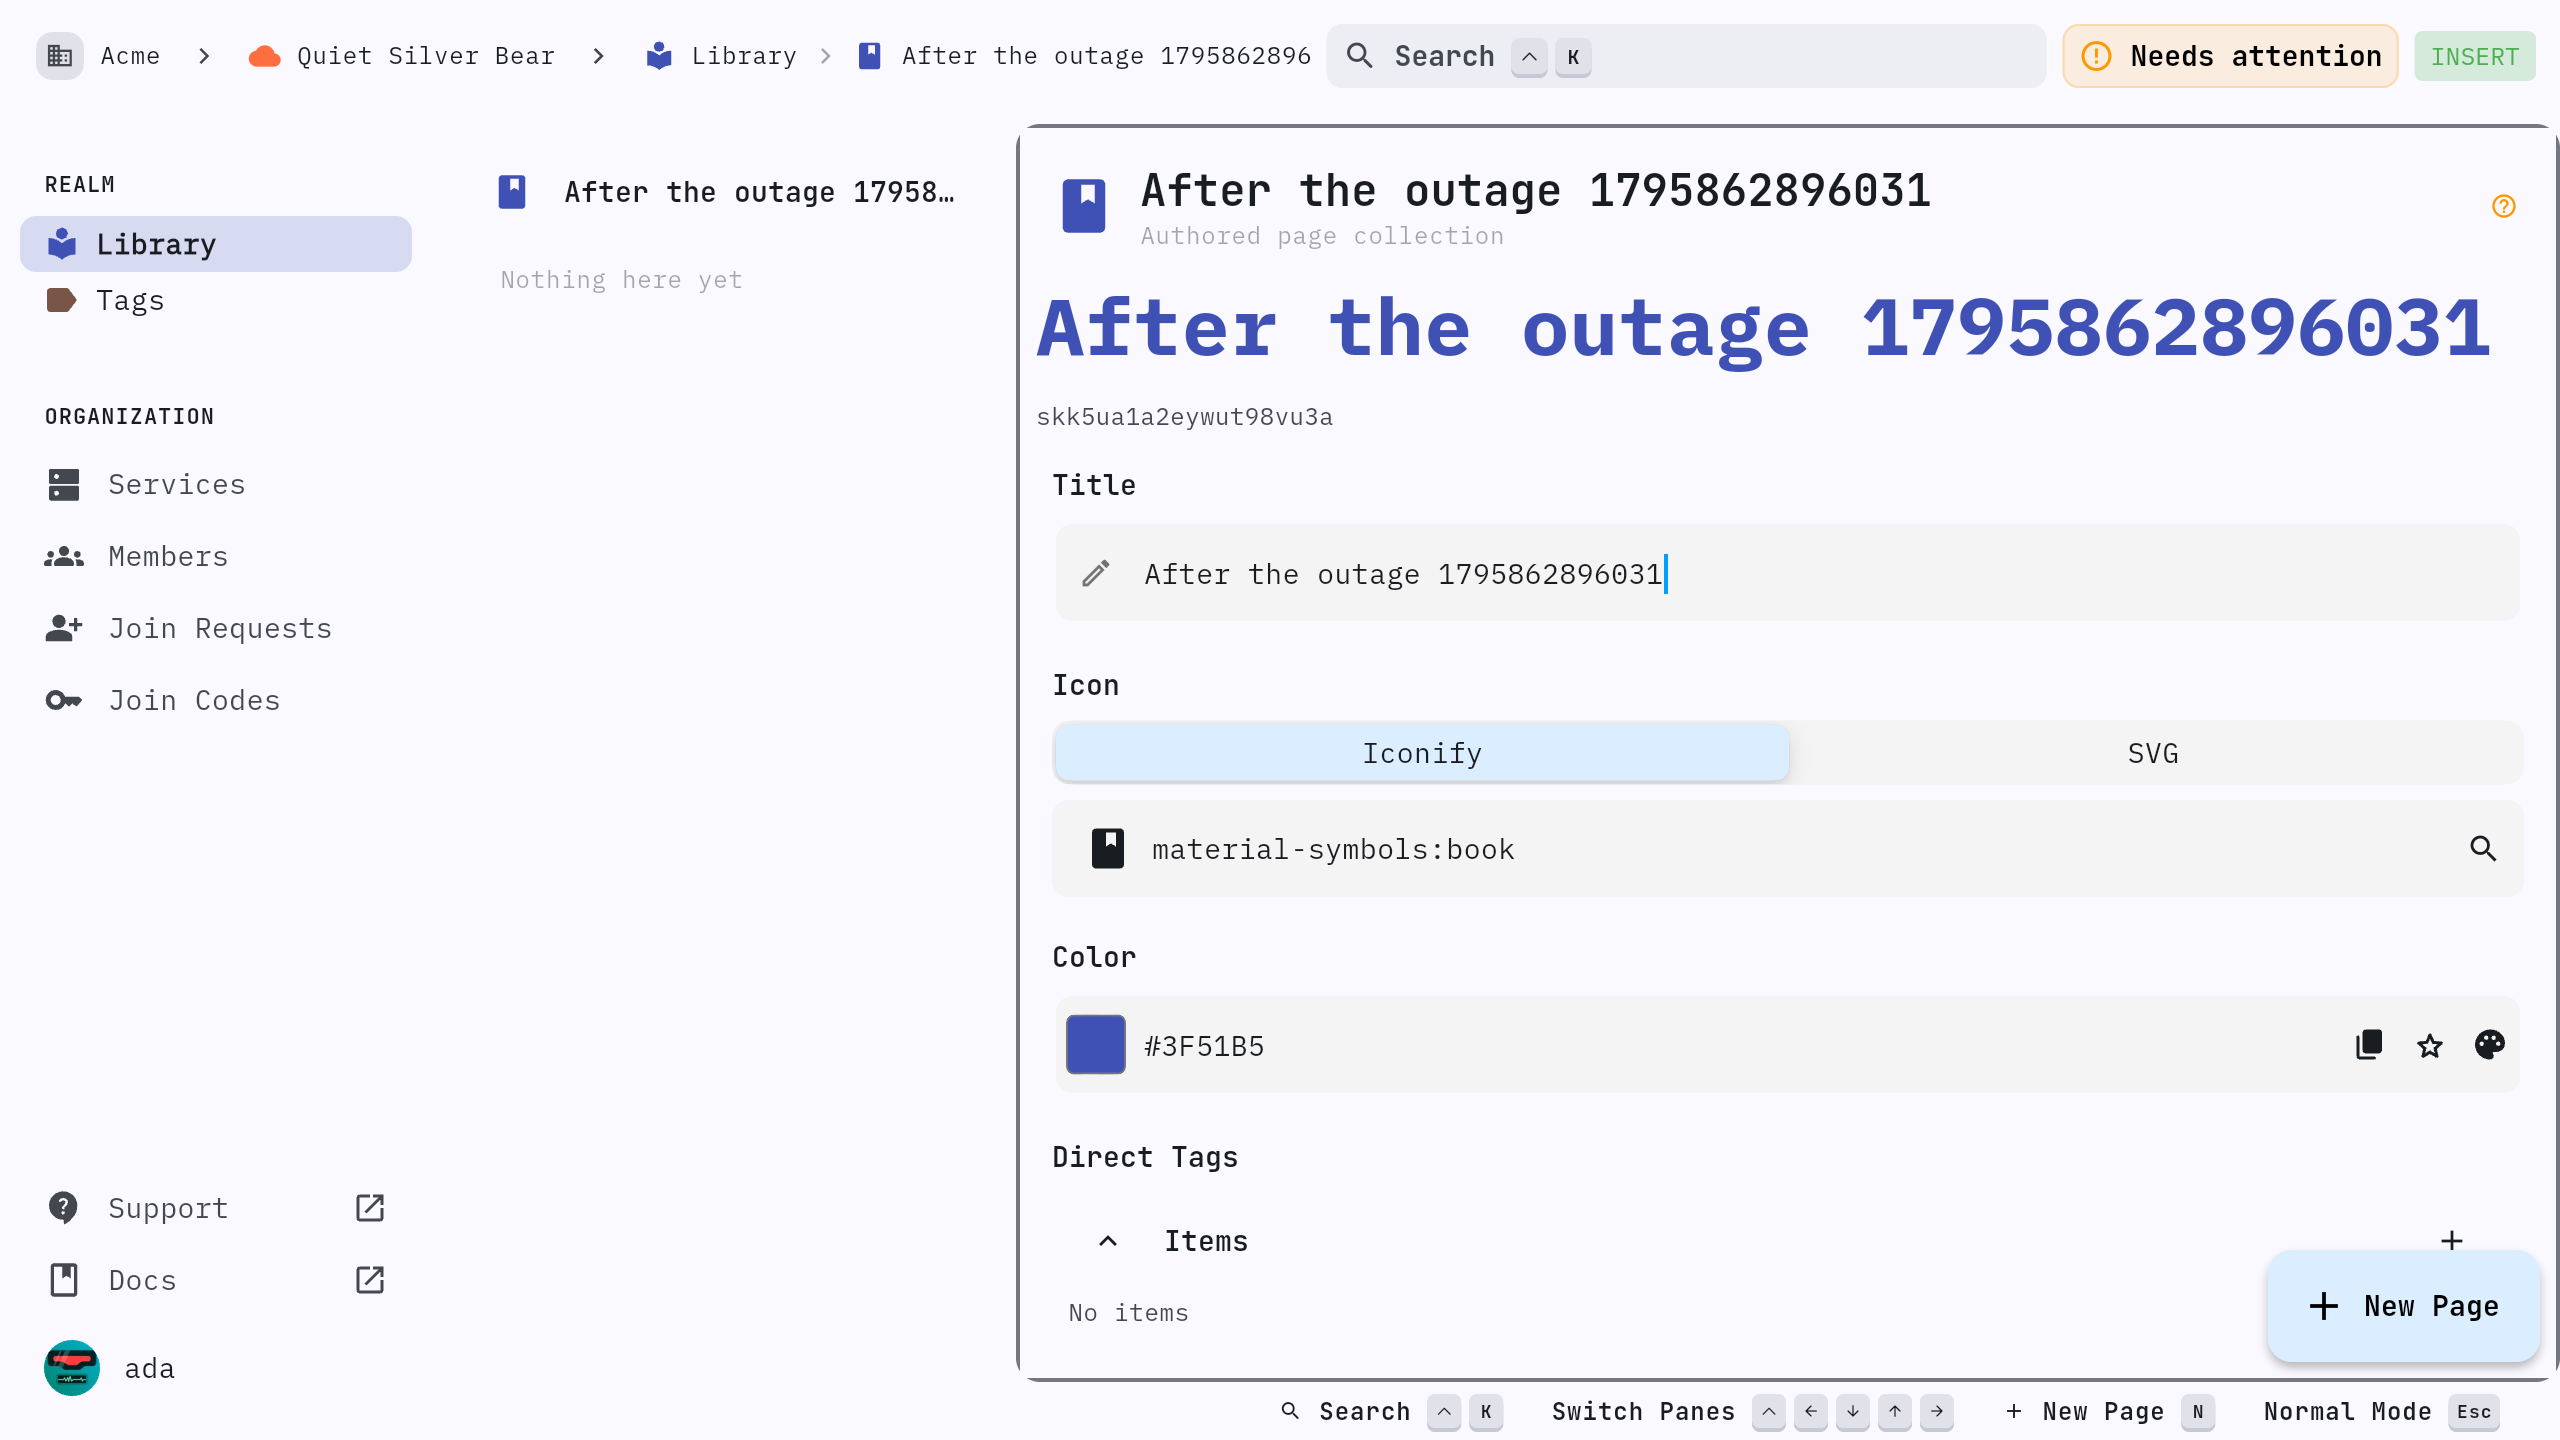 Acme
Quiet Silver Bear
Library
After the outage 1795862896
Search K
Needs attention
INSERT
REALM
Library
Tags
ORGANIZATION
Services
Members
Join Requests
Join Codes
Support
Docs
ada
After the outage 17958…
Nothing here yet
After the outage 1795862896031
Authored page collection
After the outage 1795862896031
skk5ua1a2eywut98vu3a
Title
After the outage 1795862896031
Icon
Iconify
SVG
material-symbols:book
Color
#3F51B5
Direct Tags
Items
No items
New Page
Search K
Switch Panes
New Page N
Normal Mode Esc